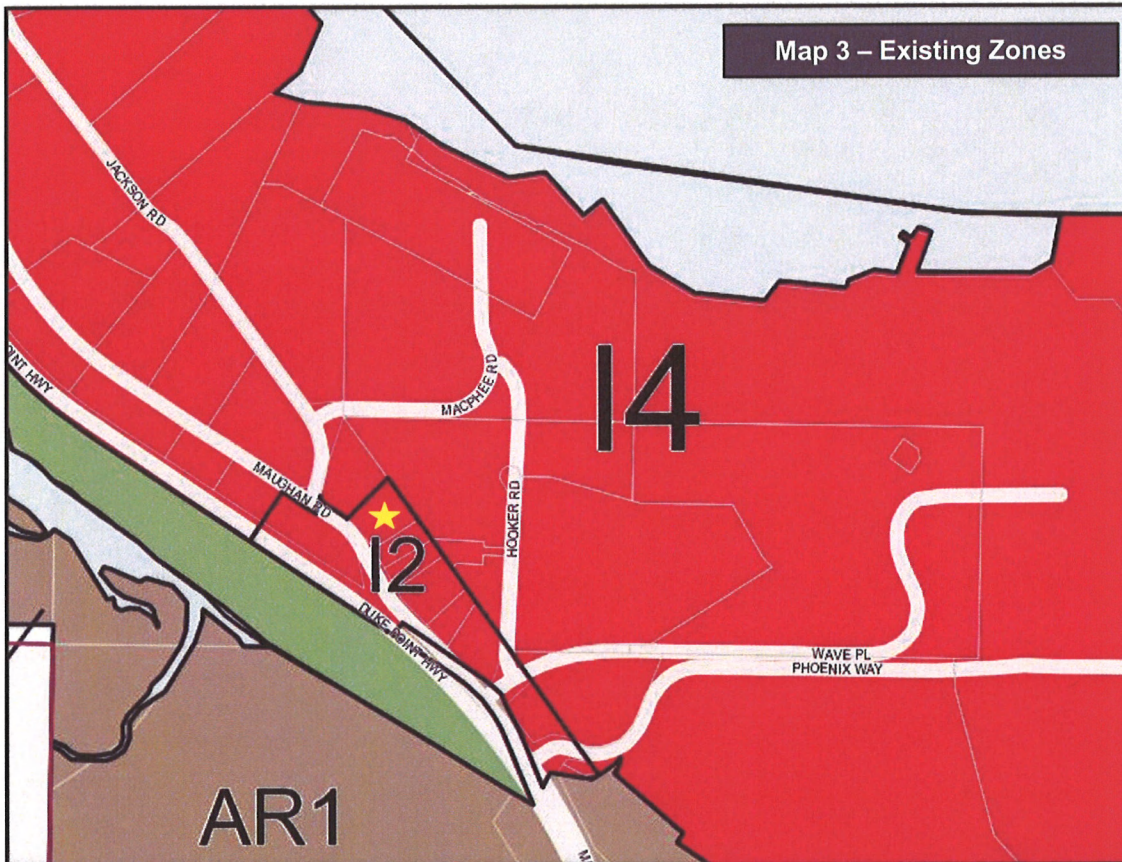 Map 3 – Existing Zones
JACKSON RD
MACPHEE RD
I4
MAUGHAN RD
HOOKER RD
I2
DUKE POINT HWY
WAVE PL
PHOENIX WAY
AR1